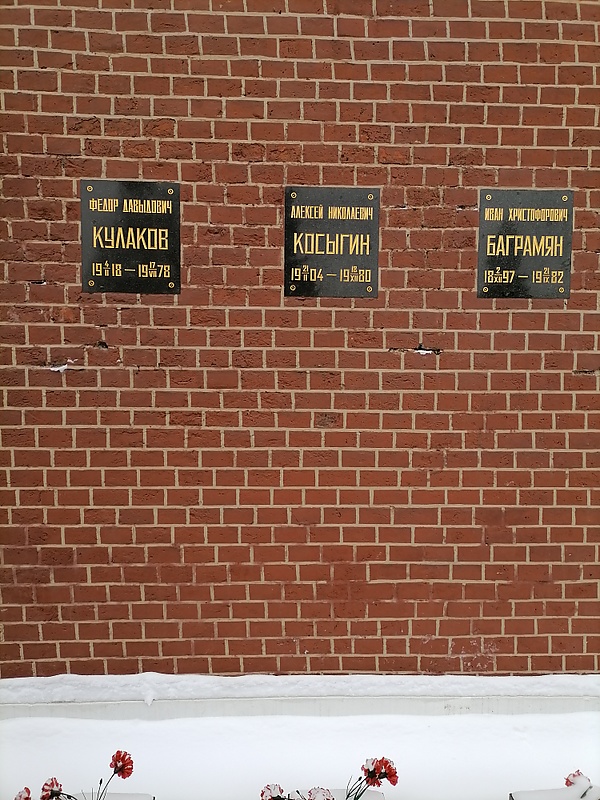 ФЕДОР ДАВЫДОВИЧ
КУЛАКОВ
19 4/II 18 — 19 17/VII 78
АЛЕКСЕЙ НИКОЛАЕВИЧ
КОСЫГИН
19 21/II 04 — 19 18/XII 80
ИВАН ХРИСТОФОРОВИЧ
БАГРАМЯН
18 2/XII 97 — 19 21/IX 82